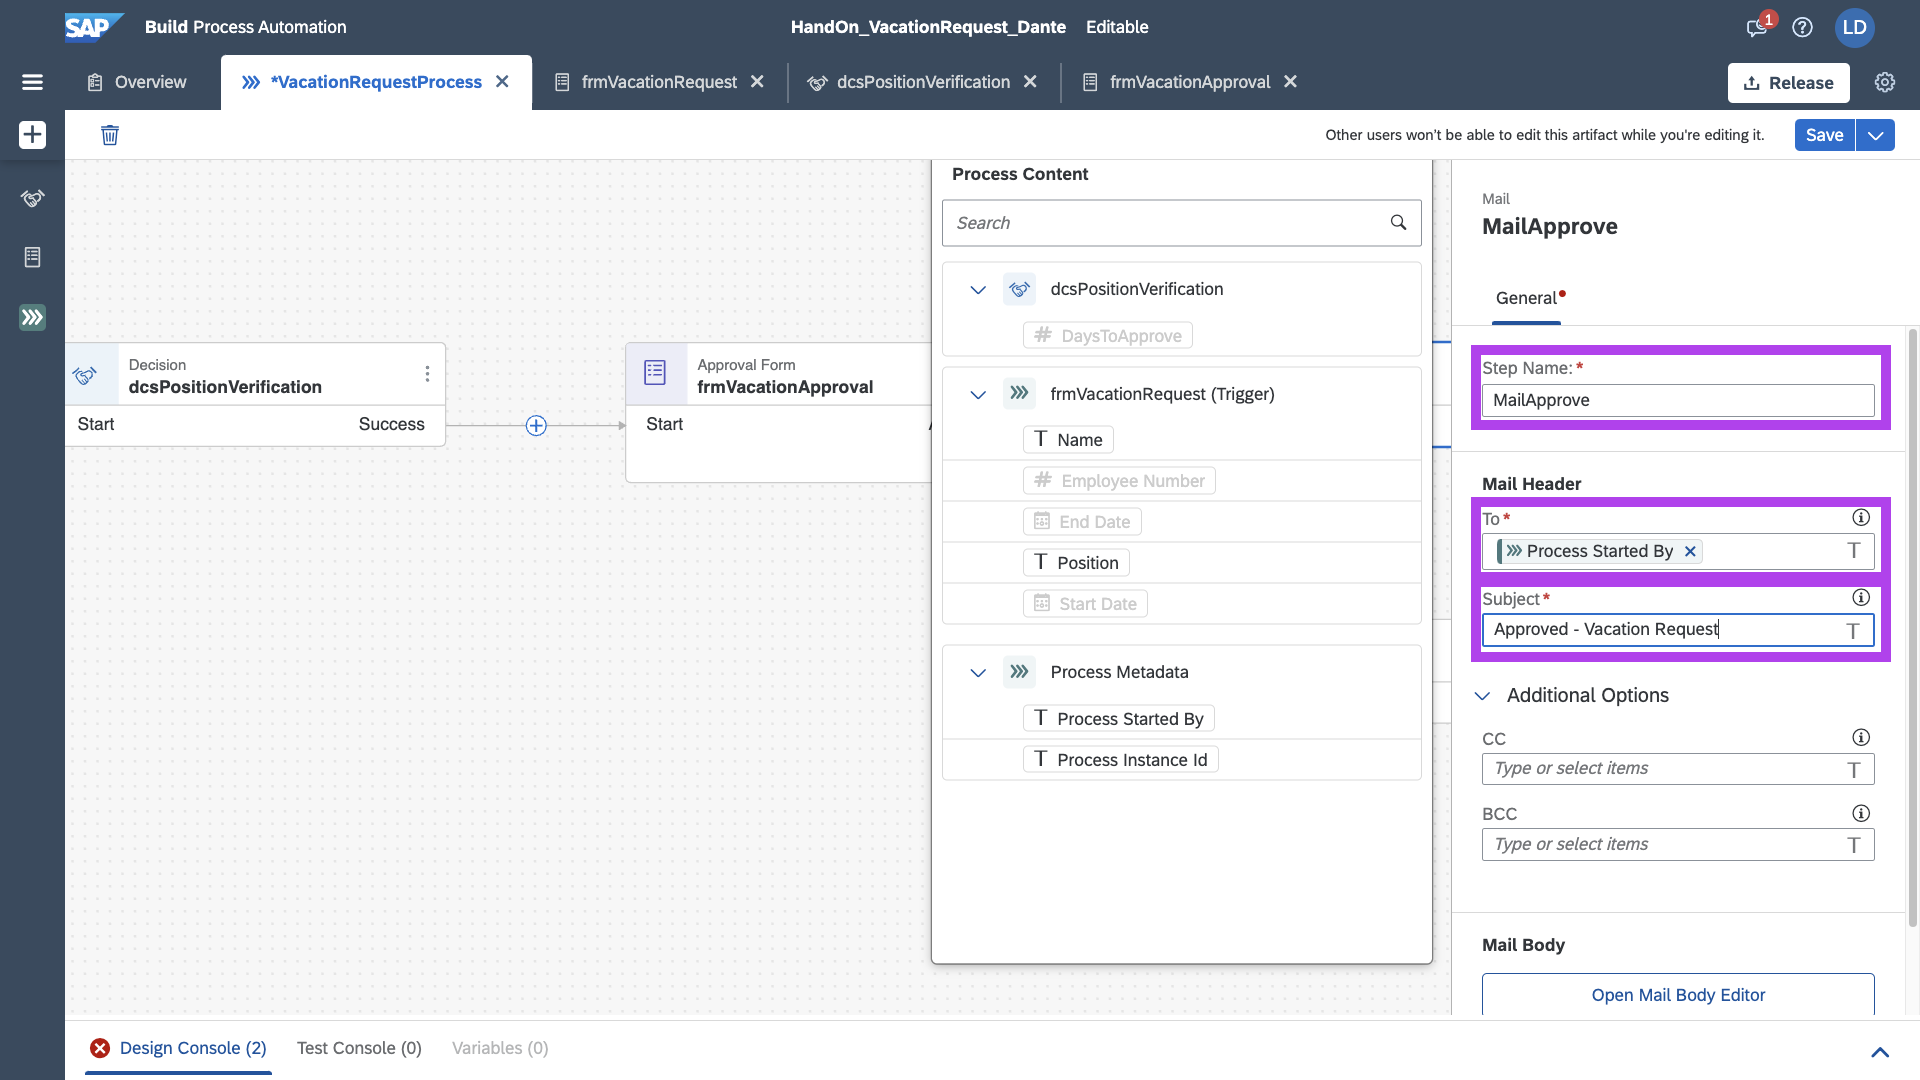 SAP Build Process Automation
HandOn_VacationRequest_Dante Editable
1
LD
Overview
*VacationRequestProcess
frmVacationRequest
dcsPositionVerification
frmVacationApproval
Release
Other users won't be able to edit this artifact while you're editing it.
Save
Decision
dcsPositionVerification
Start Success
Approval Form
frmVacationApproval
Start A
Process Content
Search
dcsPositionVerification
# DaysToApprove
frmVacationRequest (Trigger)
T Name
# Employee Number
End Date
T Position
Start Date
Process Metadata
T Process Started By
T Process Instance Id
Mail
MailApprove
General
Step Name:*
MailApprove
Mail Header
To*
Process Started By T
Subject*
Approved - Vacation Request T
Additional Options
CC
Type or select items T
BCC
Type or select items T
Mail Body
Open Mail Body Editor
Design Console (2) Test Console (0) Variables (0)